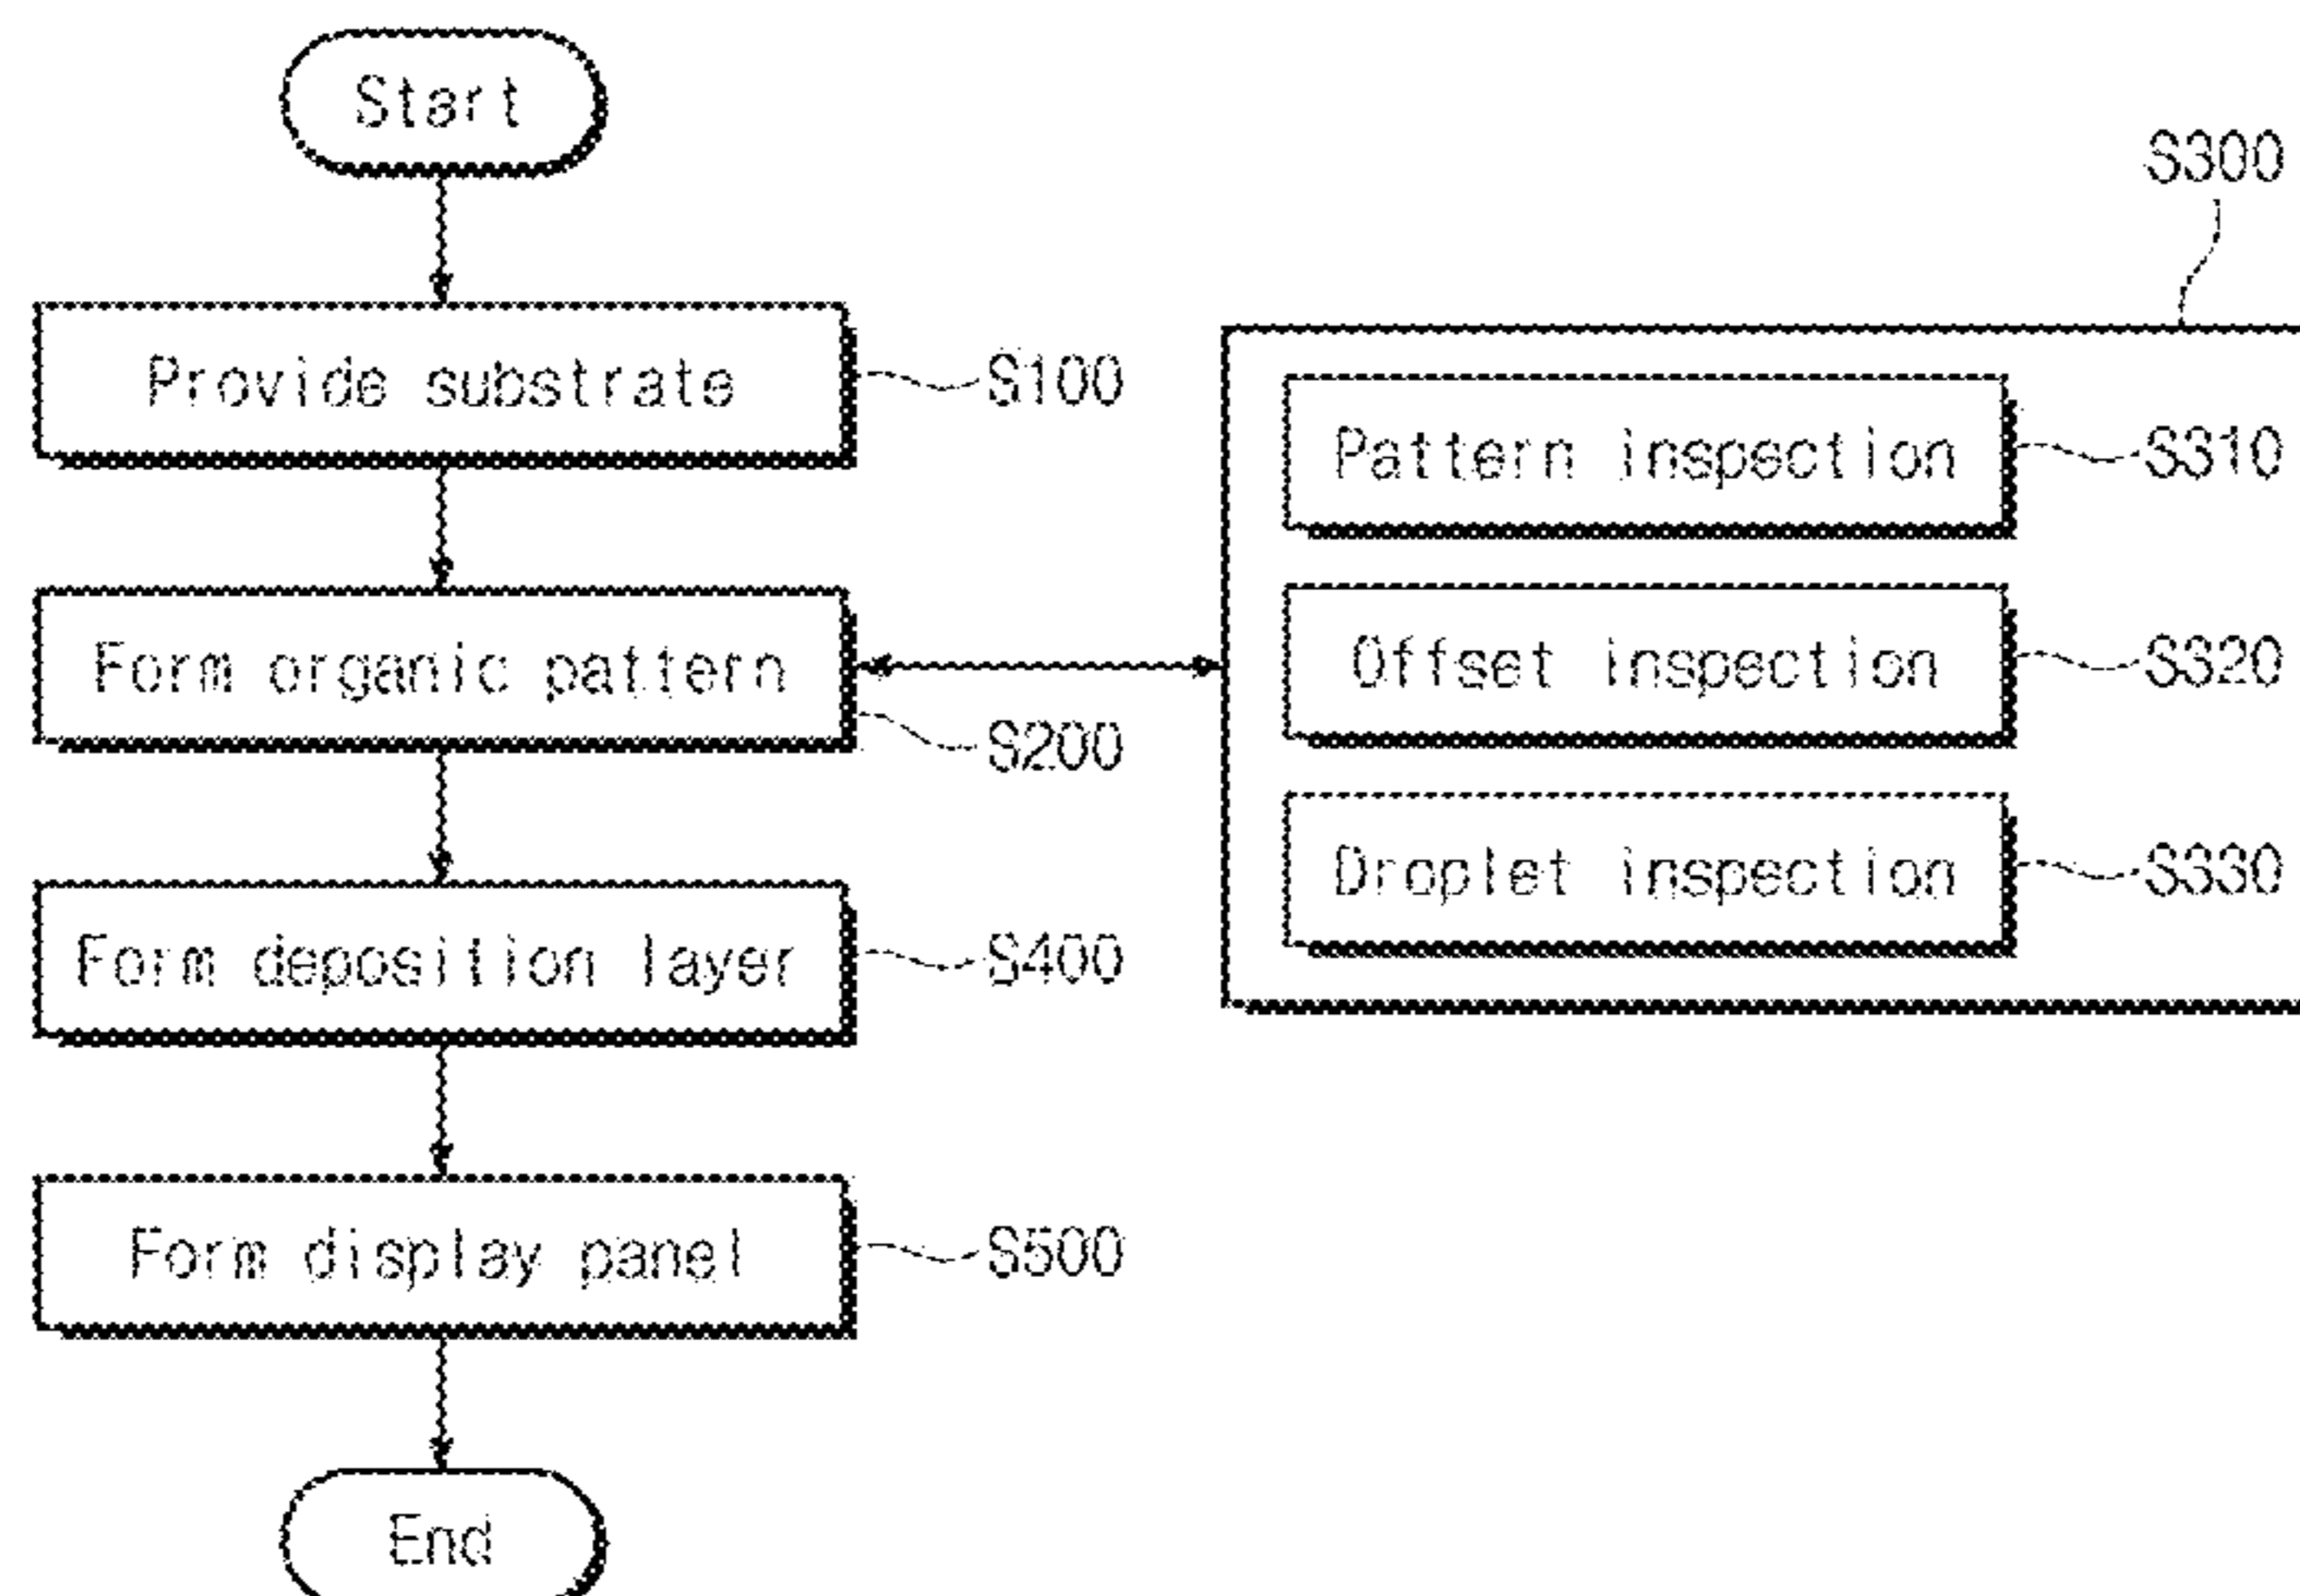 Start
S300
Provide substrate
S100
Pattern inspection
S310
Form organic pattern
S200
Offset inspection
S320
Droplet inspection
S330
Form deposition layer
S400
Form display panel
S500
End